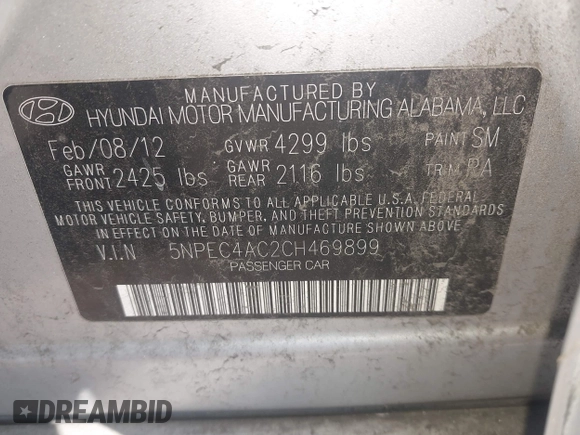 MANUFACTURED BY
HYUNDAI MOTOR MANUFACTURING ALABAMA, LLC
Feb/08/12 GVWR 4299 lbs PAINT SM
GAWR FRONT 2425 lbs GAWR REAR 2116 lbs TRIM RA
THIS VEHICLE CONFORMS TO ALL APPLICABLE U.S.A. FEDERAL
MOTOR VEHICLE SAFETY, BUMPER, AND THEFT PREVENTION
STANDARDS IN EFFECT ON THE DATE OF MANUFACTURE SHOWN ABOVE
V.I.N 5NPEC4AC2CH469899
PASSENGER CAR
DREAMBID